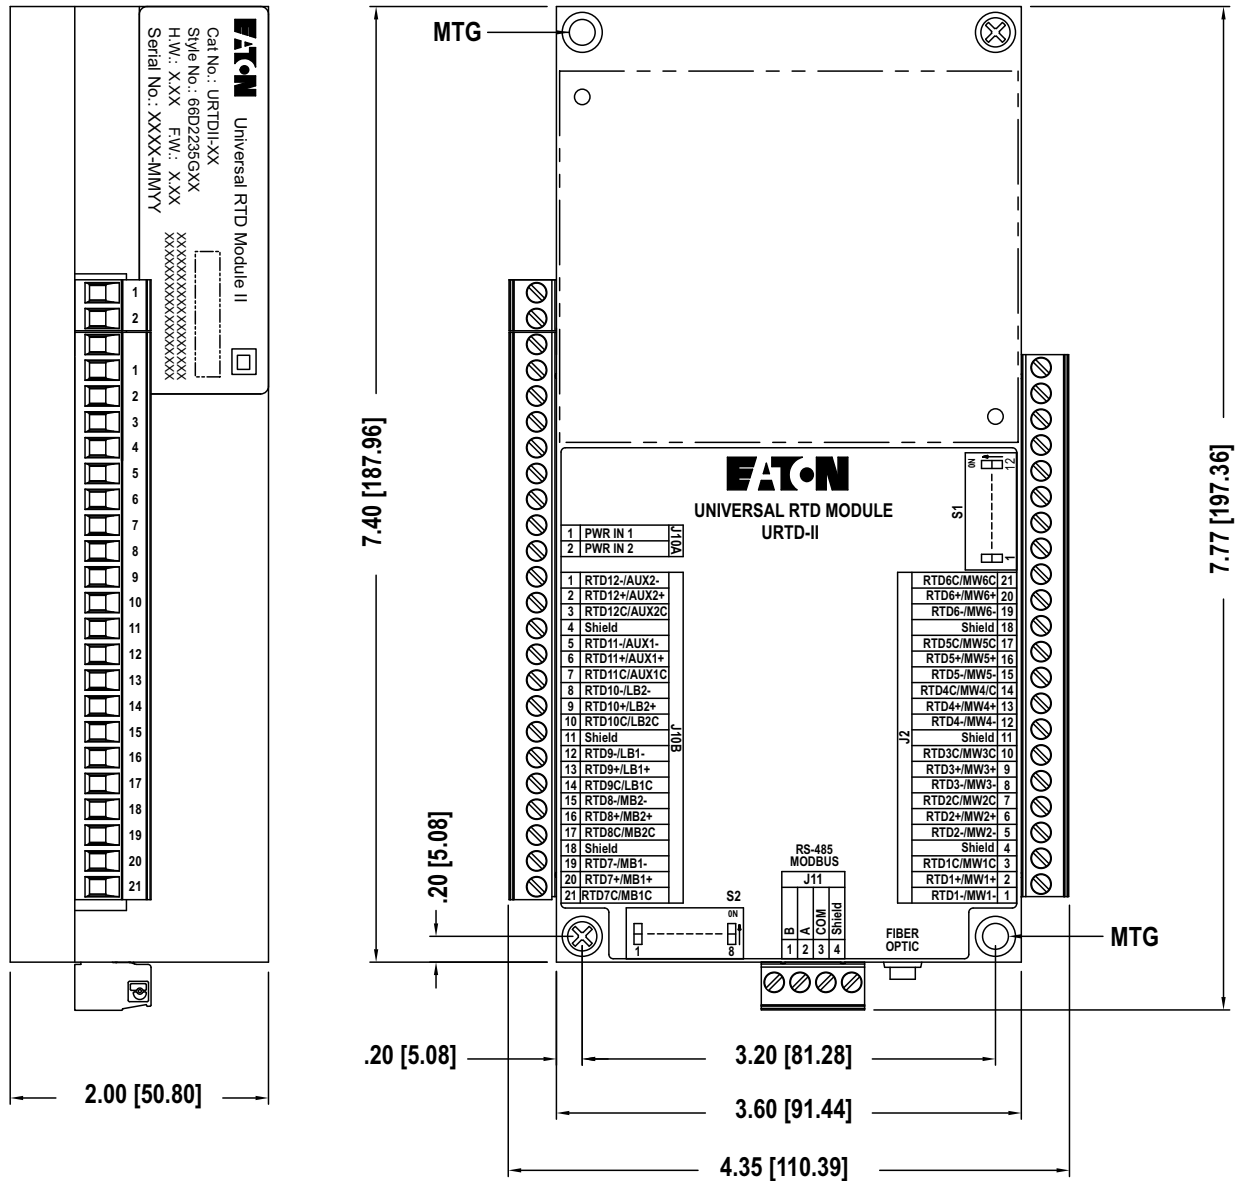 EATON
Universal RTD Module II
Cat No.: URTDII-XX
Style No.: 66D2235GXX
H.W.: X.XX F.W.: X.XX
Serial No.: XXXX-MMYY
1
2
1
2
3
4
5
6
7
8
9
10
11
12
13
14
15
16
17
18
19
20
21
2.00 [50.80]
MTG
7.40 [187.96]
7.77 [197.36]
.20 [5.08]
EATON
UNIVERSAL RTD MODULE
URTD-II
S1
ON
12
1
J10A
1 PWR IN 1
2 PWR IN 2
J10B
1 RTD12-/AUX2-
2 RTD12+/AUX2+
3 RTD12C/AUX2C
4 Shield
5 RTD11-/AUX1-
6 RTD11+/AUX1+
7 RTD11C/AUX1C
8 RTD10-/LB2-
9 RTD10+/LB2+
10 RTD10C/LB2C
11 Shield
12 RTD9-/LB1-
13 RTD9+/LB1+
14 RTD9C/LB1C
15 RTD8-/MB2-
16 RTD8+/MB2+
17 RTD8C/MB2C
18 Shield
19 RTD7-/MB1-
20 RTD7+/MB1+
21 RTD7C/MB1C
J2
RTD6C/MW6C 21
RTD6+/MW6+ 20
RTD6-/MW6- 19
Shield 18
RTD5C/MW5C 17
RTD5+/MW5+ 16
RTD5-/MW5- 15
RTD4C/MW4/C 14
RTD4+/MW4+ 13
RTD4-/MW4- 12
Shield 11
RTD3C/MW3C 10
RTD3+/MW3+ 9
RTD3-/MW3- 8
RTD2C/MW2C 7
RTD2+/MW2+ 6
RTD2-/MW2- 5
Shield 4
RTD1C/MW1C 3
RTD1+/MW1+ 2
RTD1-/MW1- 1
S2
ON
1 8
RS-485
MODBUS
J11
B A COM Shield
1 2 3 4
FIBER
OPTIC
MTG
.20 [5.08]
3.20 [81.28]
3.60 [91.44]
4.35 [110.39]